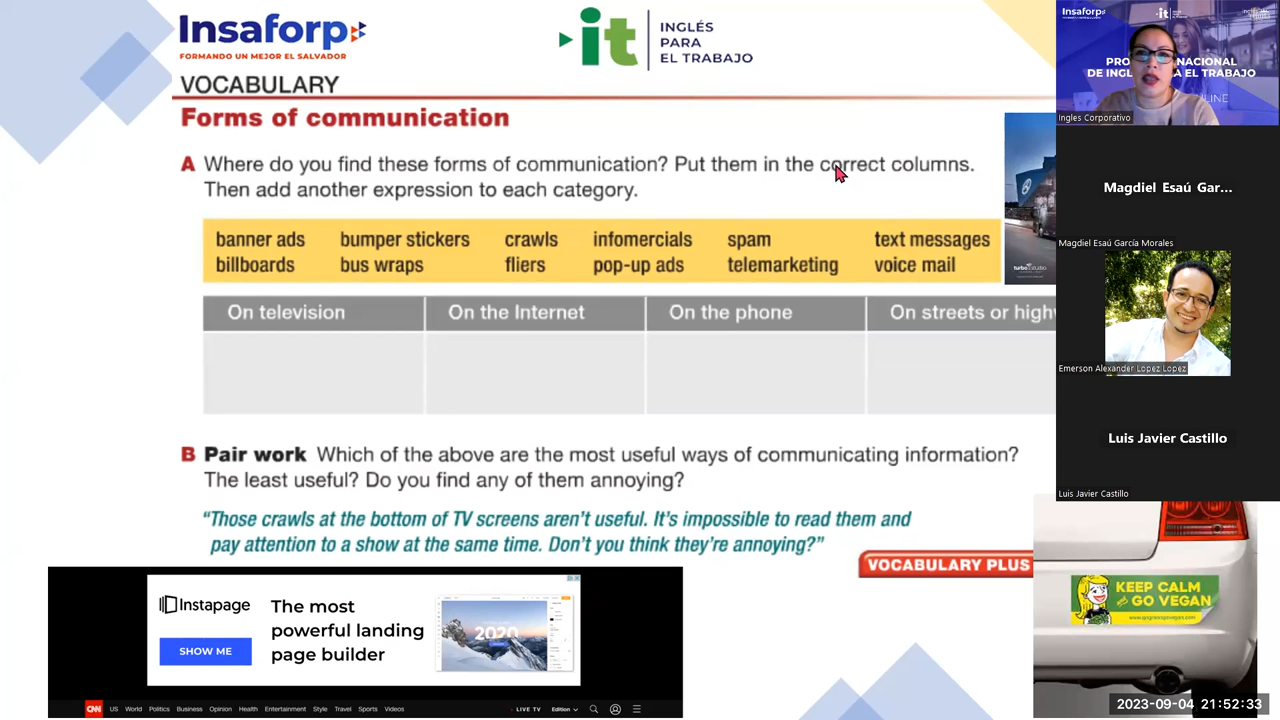 Insaforp
FORMANDO UN MEJOR EL SALVADOR
it
INGLÉS
PARA
EL TRABAJO
VOCABULARY
Forms of communication
A Where do you find these forms of communication? Put them in the correct columns.
Then add another expression to each category.
banner ads bumper stickers crawls infomercials spam text messages
billboards bus wraps fliers pop-up ads telemarketing voice mail
On television On the Internet On the phone On streets or high
B Pair work Which of the above are the most useful ways of communicating information?
The least useful? Do you find any of them annoying?
"Those crawls at the bottom of TV screens aren't useful. It's impossible to read them and
pay attention to a show at the same time. Don't you think they're annoying?"
VOCABULARY PLUS
Instapage
The most
powerful landing
page builder
SHOW ME
2020
CNN US World Politics Business Opinion Health Entertainment Style Travel Sports Videos LIVE TV Edition
KEEP CALM
AND GO VEGAN
Insaforp
it
PRO NACIONAL
DE INGL A EL TRABAJO
LINE
Ingles Corporativo
Magdiel Esaú Gar...
Magdiel Esaú García Morales
Emerson Alexander Lopez Lopez
Luis Javier Castillo
Luis Javier Castillo
2023-09-04 21:52:33